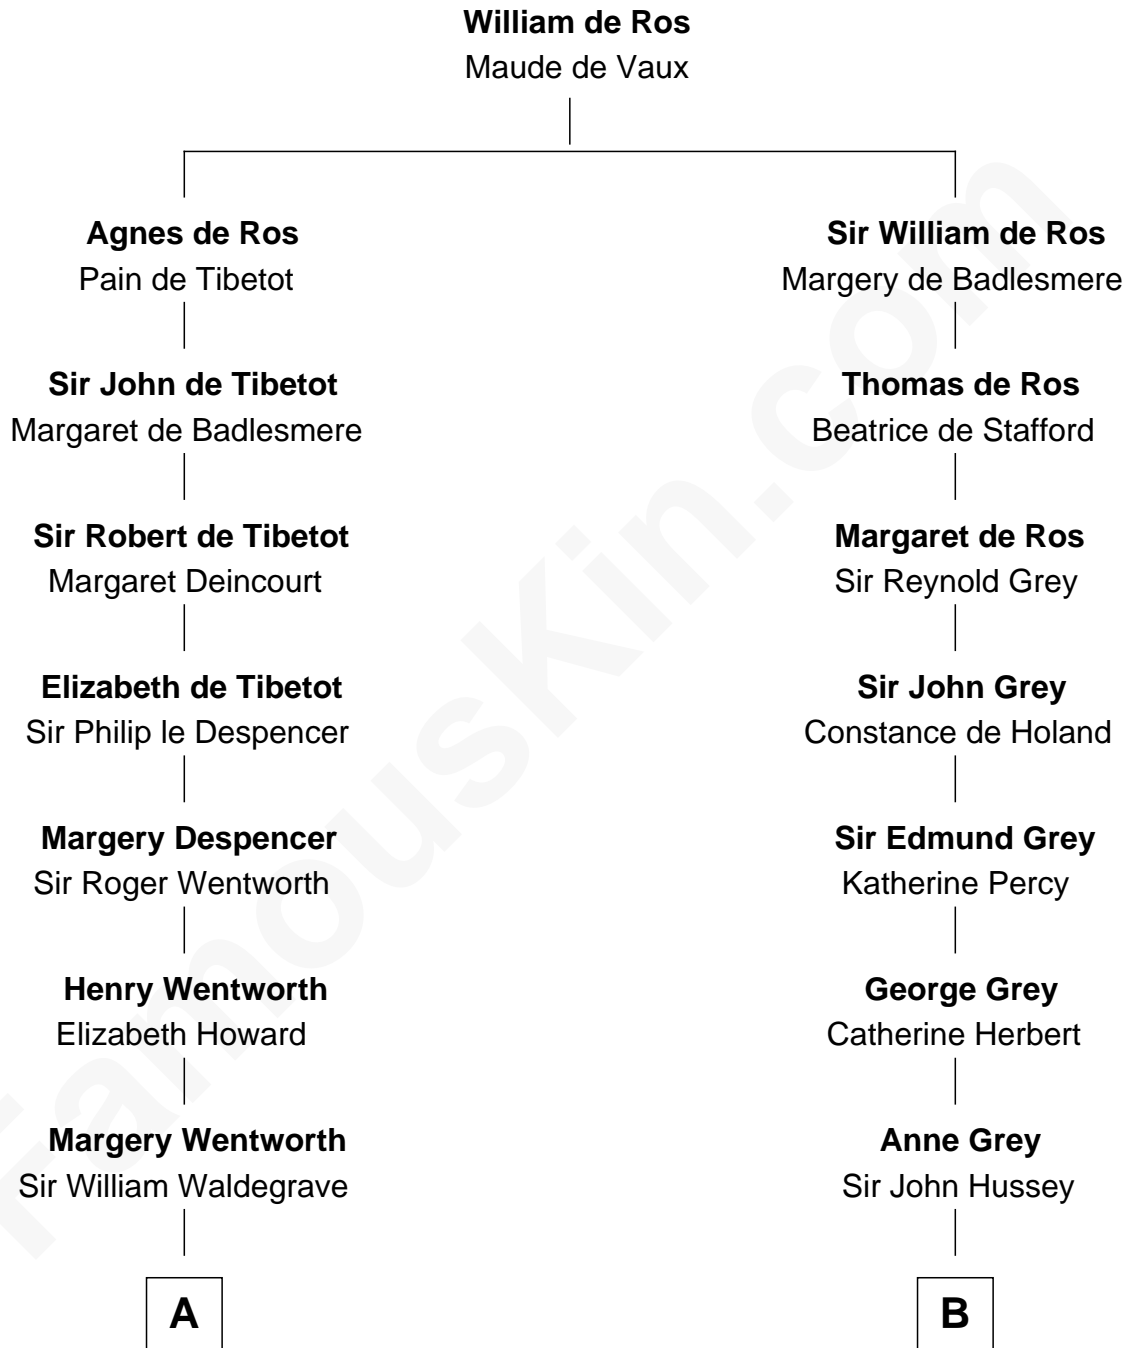 William de Ros
Maude de Vaux
Agnes de Ros
Pain de Tibetot
Sir William de Ros
Margery de Badlesmere
Sir John de Tibetot
Margaret de Badlesmere
Thomas de Ros
Beatrice de Stafford
Sir Robert de Tibetot
Margaret Deincourt
Margaret de Ros
Sir Reynold Grey
Elizabeth de Tibetot
Sir Philip le Despencer
Sir John Grey
Constance de Holand
Margery Despencer
Sir Roger Wentworth
Sir Edmund Grey
Katherine Percy
Henry Wentworth
Elizabeth Howard
George Grey
Catherine Herbert
Margery Wentworth
Sir William Waldegrave
Anne Grey
Sir John Hussey
A
B
FamousKin.com